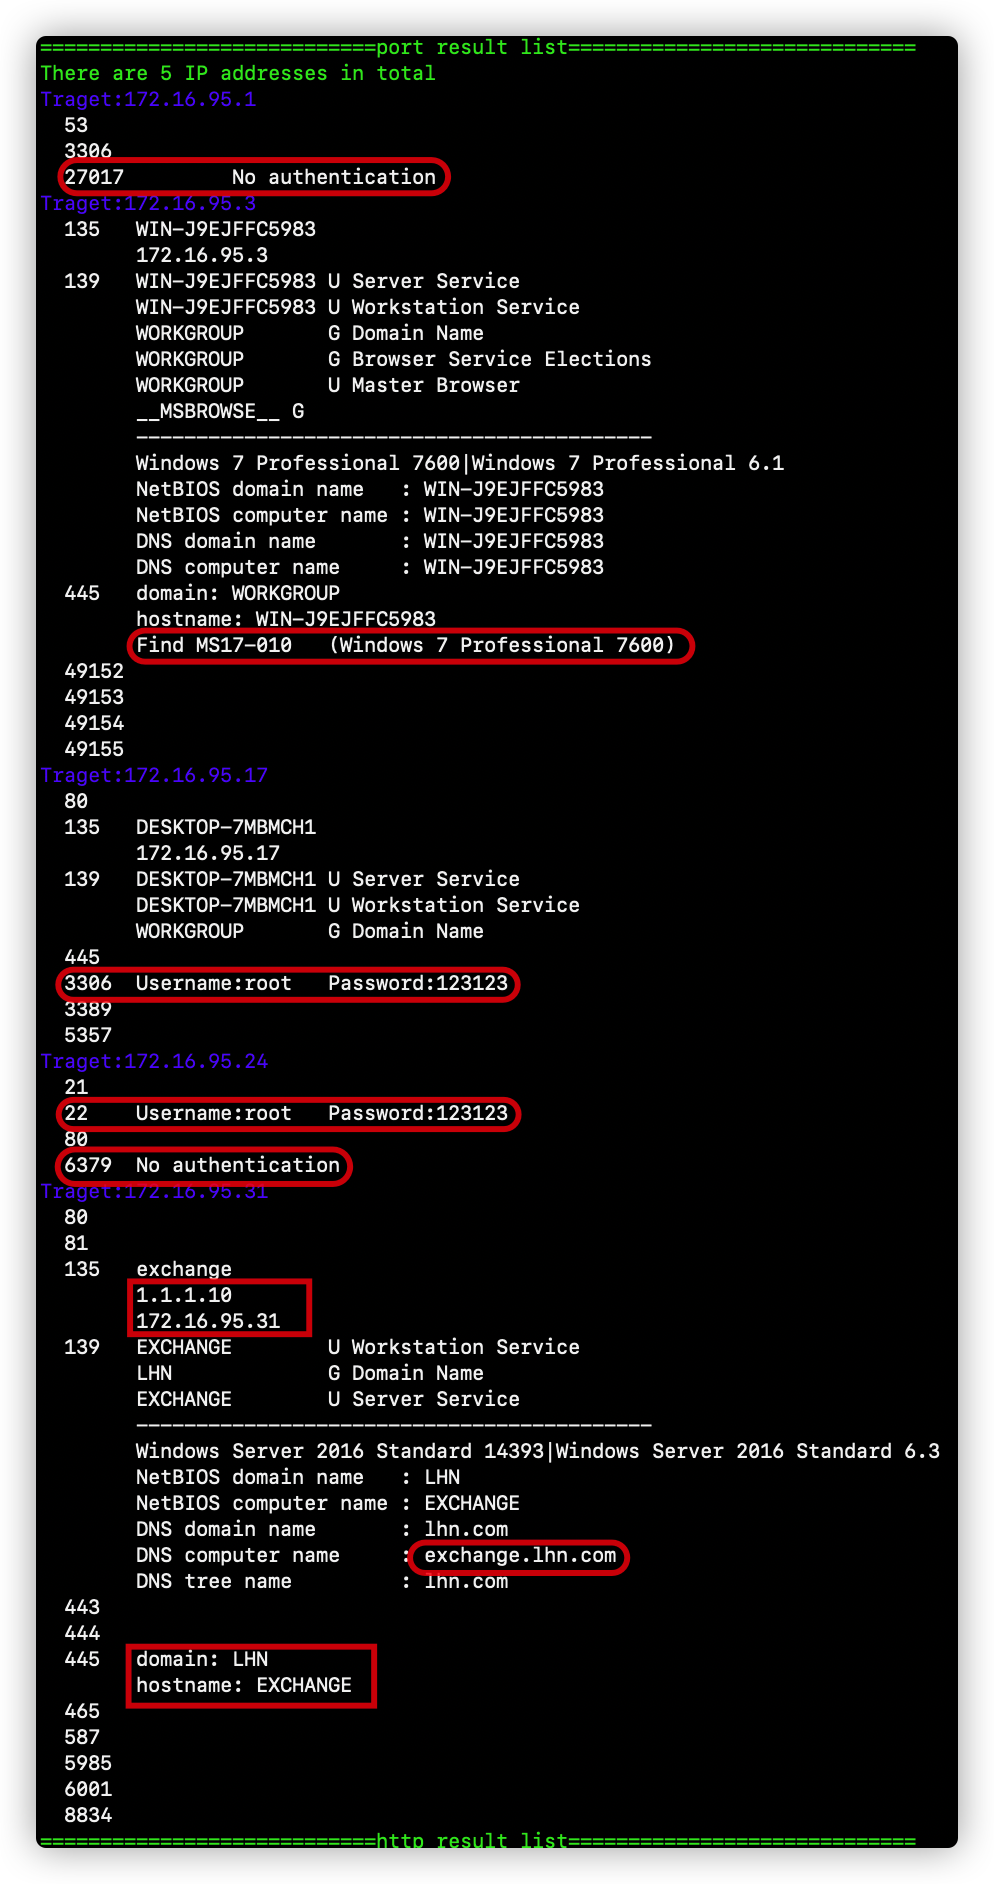 ============================port result list=============================
There are 5 IP addresses in total
Traget:172.16.95.1
53
3306
27017 No authentication
Traget:172.16.95.3
135 WIN-J9EJFFC5983
172.16.95.3
139 WIN-J9EJFFC5983 U Server Service
WIN-J9EJFFC5983 U Workstation Service
WORKGROUP G Domain Name
WORKGROUP G Browser Service Elections
WORKGROUP U Master Browser
__MSBROWSE__ G
-------------------------------------------
Windows 7 Professional 7600|Windows 7 Professional 6.1
NetBIOS domain name : WIN-J9EJFFC5983
NetBIOS computer name : WIN-J9EJFFC5983
DNS domain name : WIN-J9EJFFC5983
DNS computer name : WIN-J9EJFFC5983
445 domain: WORKGROUP
hostname: WIN-J9EJFFC5983
Find MS17-010 (Windows 7 Professional 7600)
49152
49153
49154
49155
Traget:172.16.95.17
80
135 DESKTOP-7MBMCH1
172.16.95.17
139 DESKTOP-7MBMCH1 U Server Service
DESKTOP-7MBMCH1 U Workstation Service
WORKGROUP G Domain Name
445
3306 Username:root Password:123123
3389
5357
Traget:172.16.95.24
21
22 Username:root Password:123123
80
6379 No authentication
Traget:172.16.95.31
80
81
135 exchange
1.1.1.10
172.16.95.31
139 EXCHANGE U Workstation Service
LHN G Domain Name
EXCHANGE U Server Service
-------------------------------------------
Windows Server 2016 Standard 14393|Windows Server 2016 Standard 6.3
NetBIOS domain name : LHN
NetBIOS computer name : EXCHANGE
DNS domain name : lhn.com
DNS computer name : exchange.lhn.com
DNS tree name : lhn.com
443
444
445 domain: LHN
hostname: EXCHANGE
465
587
5985
6001
8834
============================http result list=============================